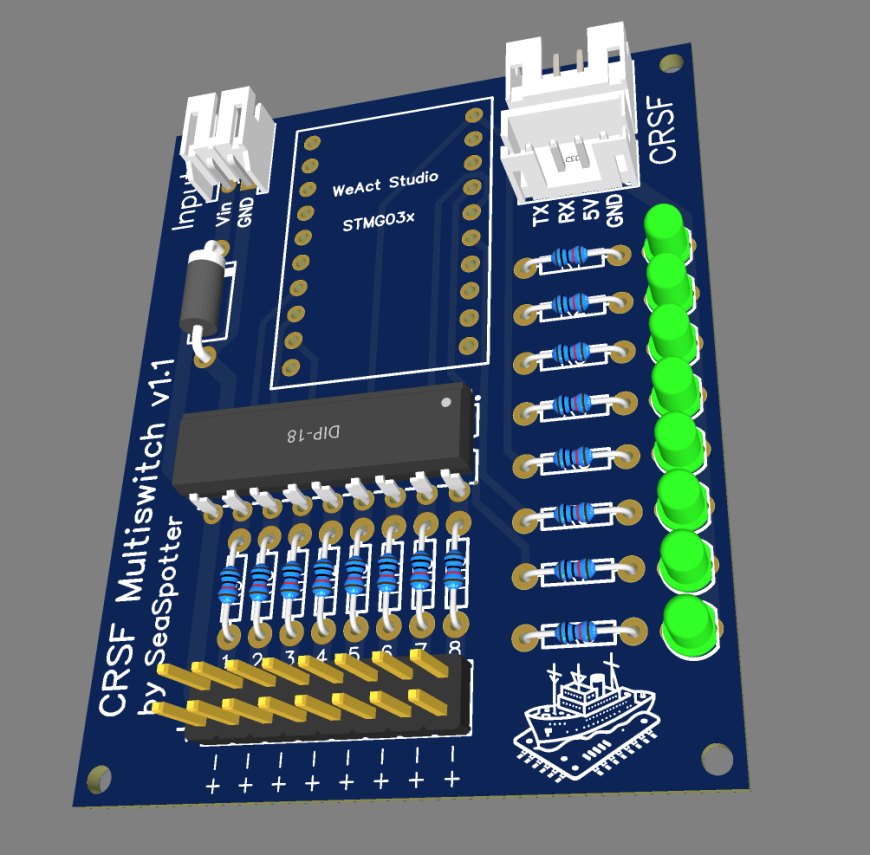 Input
Vin
GND
WeAct Studio
STMG03x
CRSF
TX
RX
5V
GND
DIP-18
CRSF Multiswitch v1.1
by SeaSpotter
1 2 3 4 5 6 7 8
− − − − − − − −
+ + + + + + + +